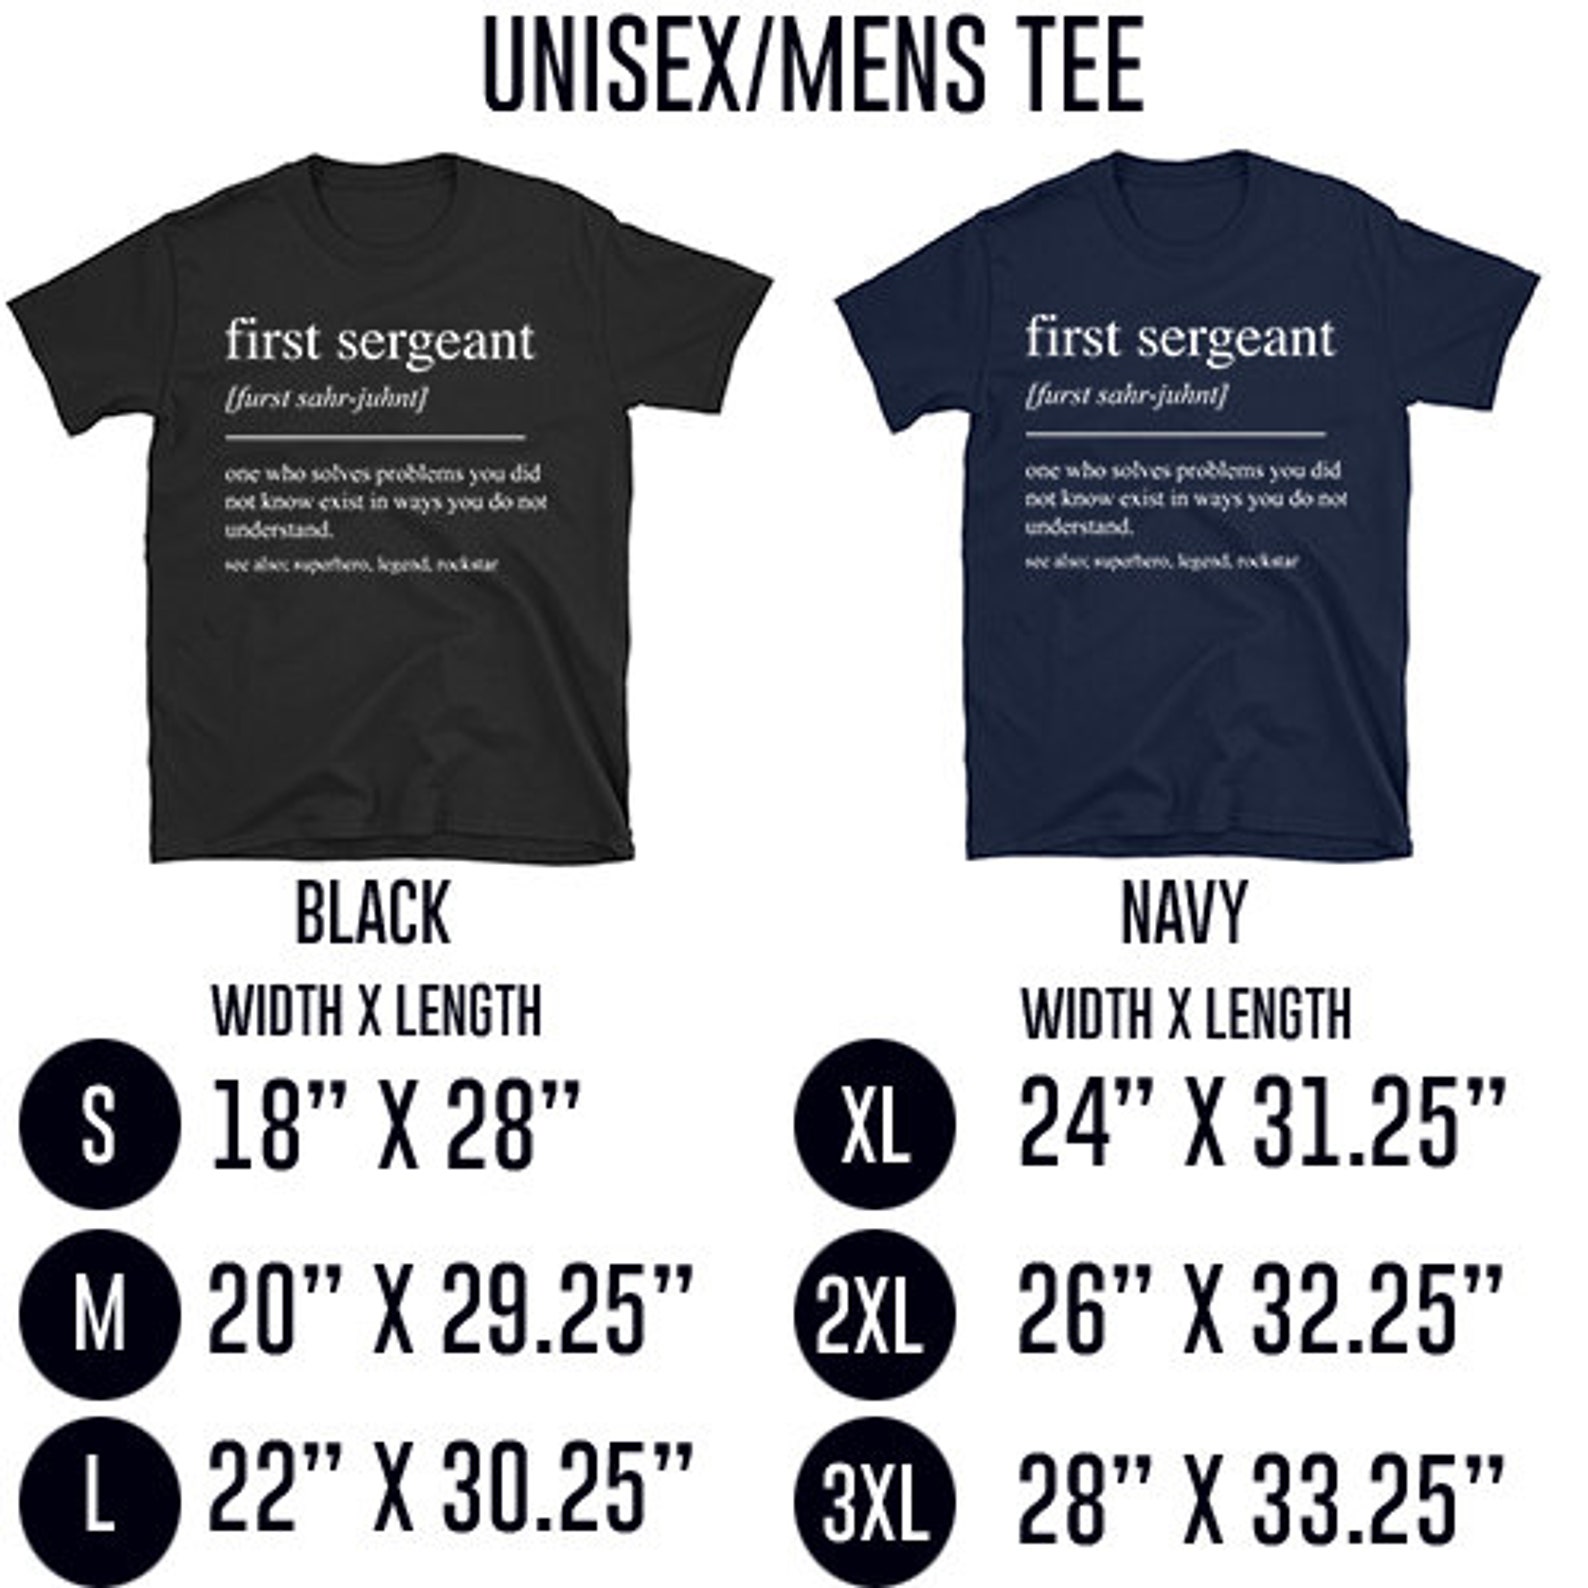 UNISEX/MENS TEE
first sergeant
[furst sahr-juhnt]
one who solves problems you did
not know exist in ways you do not
understand.
see also: superhero, legend, rockstar
first sergeant
[furst sahr-juhnt]
one who solves problems you did
not know exist in ways you do not
understand.
see also: superhero, legend, rockstar
BLACK
NAVY
WIDTH X LENGTH
S 18” X 28”
M 20” X 29.25”
L 22” X 30.25”
WIDTH X LENGTH
XL 24” X 31.25”
2XL 26” X 32.25”
3XL 28” X 33.25”